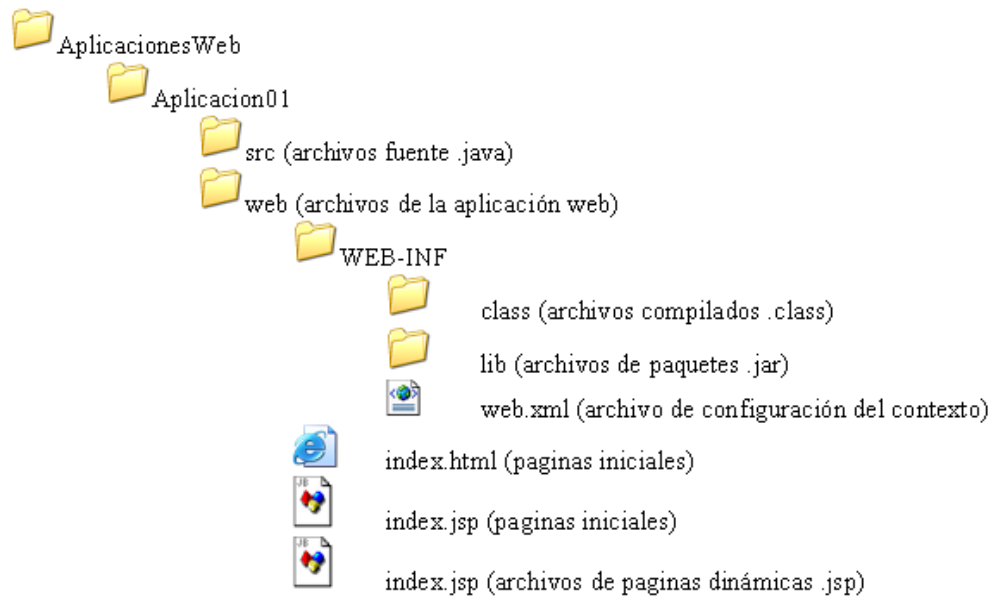 AplicacionesWeb
Aplicacion01
src (archivos fuente .java)
web (archivos de la aplicación web)
WEB-INF
class (archivos compilados .class)
lib (archivos de paquetes .jar)
web.xml (archivo de configuración del contexto)
index.html (paginas iniciales)
JB
index.jsp (paginas iniciales)
JB
index.jsp (archivos de paginas dinámicas .jsp)